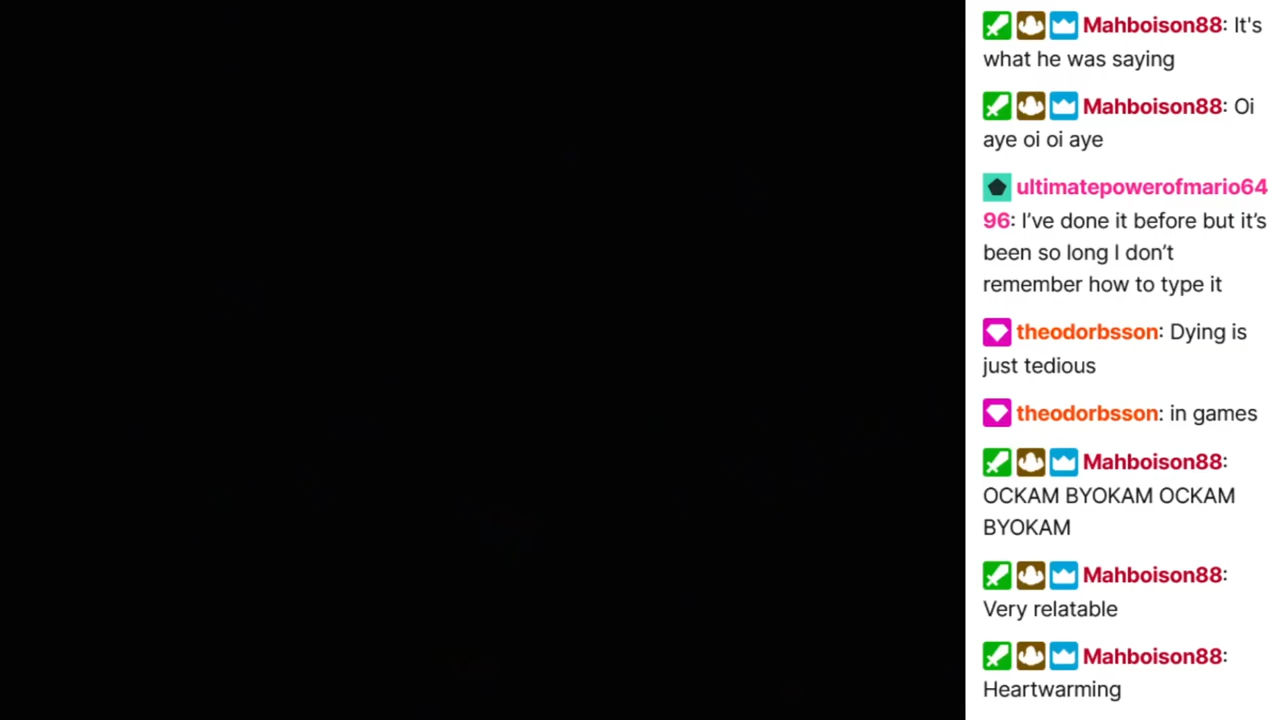 Mahboison88: It's
what he was saying
Mahboison88: Oi
aye oi oi aye
ultimatepowerofmario64
96: I’ve done it before but it’s
been so long I don’t
remember how to type it
theodorbsson: Dying is
just tedious
theodorbsson: in games
Mahboison88:
OCKAM BYOKAM OCKAM
BYOKAM
Mahboison88:
Very relatable
Mahboison88:
Heartwarming